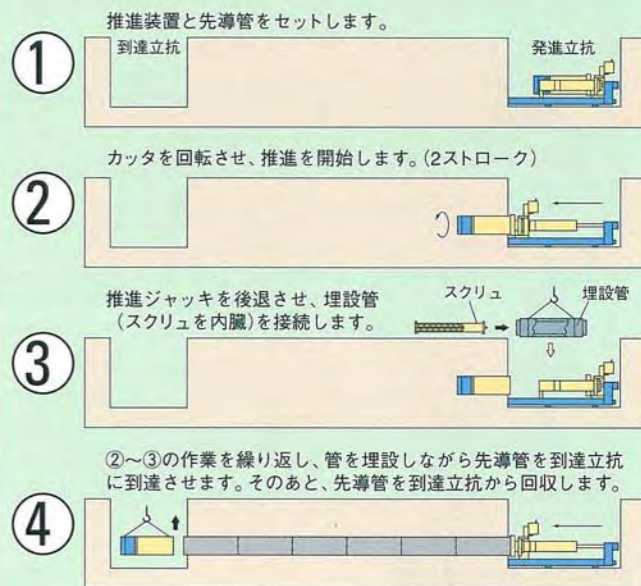 推進装置と先導管をセットします。
① 到達立抗 発進立抗
カッタを回転させ、推進を開始します。(2ストローク)
②
推進ジャッキを後退させ、埋設管
(スクリュを内臓)を接続します。
スクリュ 埋設管
③
②〜③の作業を繰り返し、管を埋設しながら先導管を到達立抗
に到達させます。そのあと、先導管を到達立抗から回収します。
④